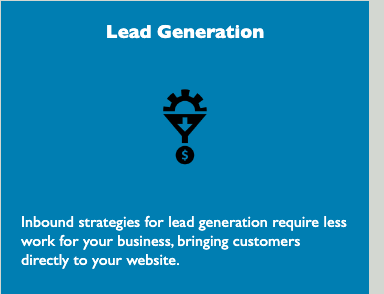 Lead Generation
$
Inbound strategies for lead generation require less
work for your business, bringing customers
directly to your website.